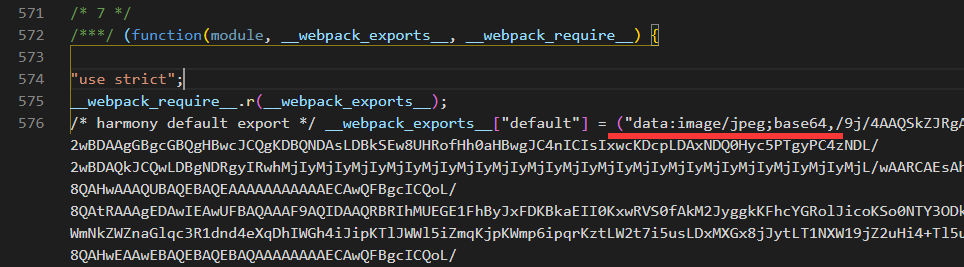 571 /* 7 */
572 /***/ (function(module, __webpack_exports__, __webpack_require__) {
573
574 "use strict";
575 __webpack_require__.r(__webpack_exports__);
576 /* harmony default export */ __webpack_exports__["default"] = ("data:image/jpeg;base64,/9j/4AAQSkZJRgA
2wBDAAgGBgcGBQgHBwcJCQgKDBQNDAsLDBkSEw8UHRofHh0aHBwgJC4nICIsIxwcKDcpLDAxNDQ0Hyc5PTgyPC4zNDL/
2wBDAQkJCQwLDBgNDRgyIRwhMjIyMjIyMjIyMjIyMjIyMjIyMjIyMjIyMjIyMjIyMjIyMjIyMjIyMjIyMjIyMjIyMjL/wAARCAEsAh
8QAHwAAAQUBAQEBAQEAAAAAAAAAAAECAwQFBgcICQoL/
8QAtRAAAgEDAwIEAwUFBAQAAAF9AQIDAAQRBRIhMUEGE1FhByJxFDKBkaEII0KxwRVS0fAkM2JyggkKFhcYGRolJicoKSo0NTY3ODk
WmNkZWZnaGlqc3R1dnd4eXqDhIWGh4iJipKTlJWWl5iZmqKjpKWmp6ipqrKztLW2t7i5usLDxMXGx8jJytLT1NXW19jZ2uHi4+Tl5u
8QAHwEAAwEBAQEBAQEBAQAAAAAAAAECAwQFBgcICQoL/